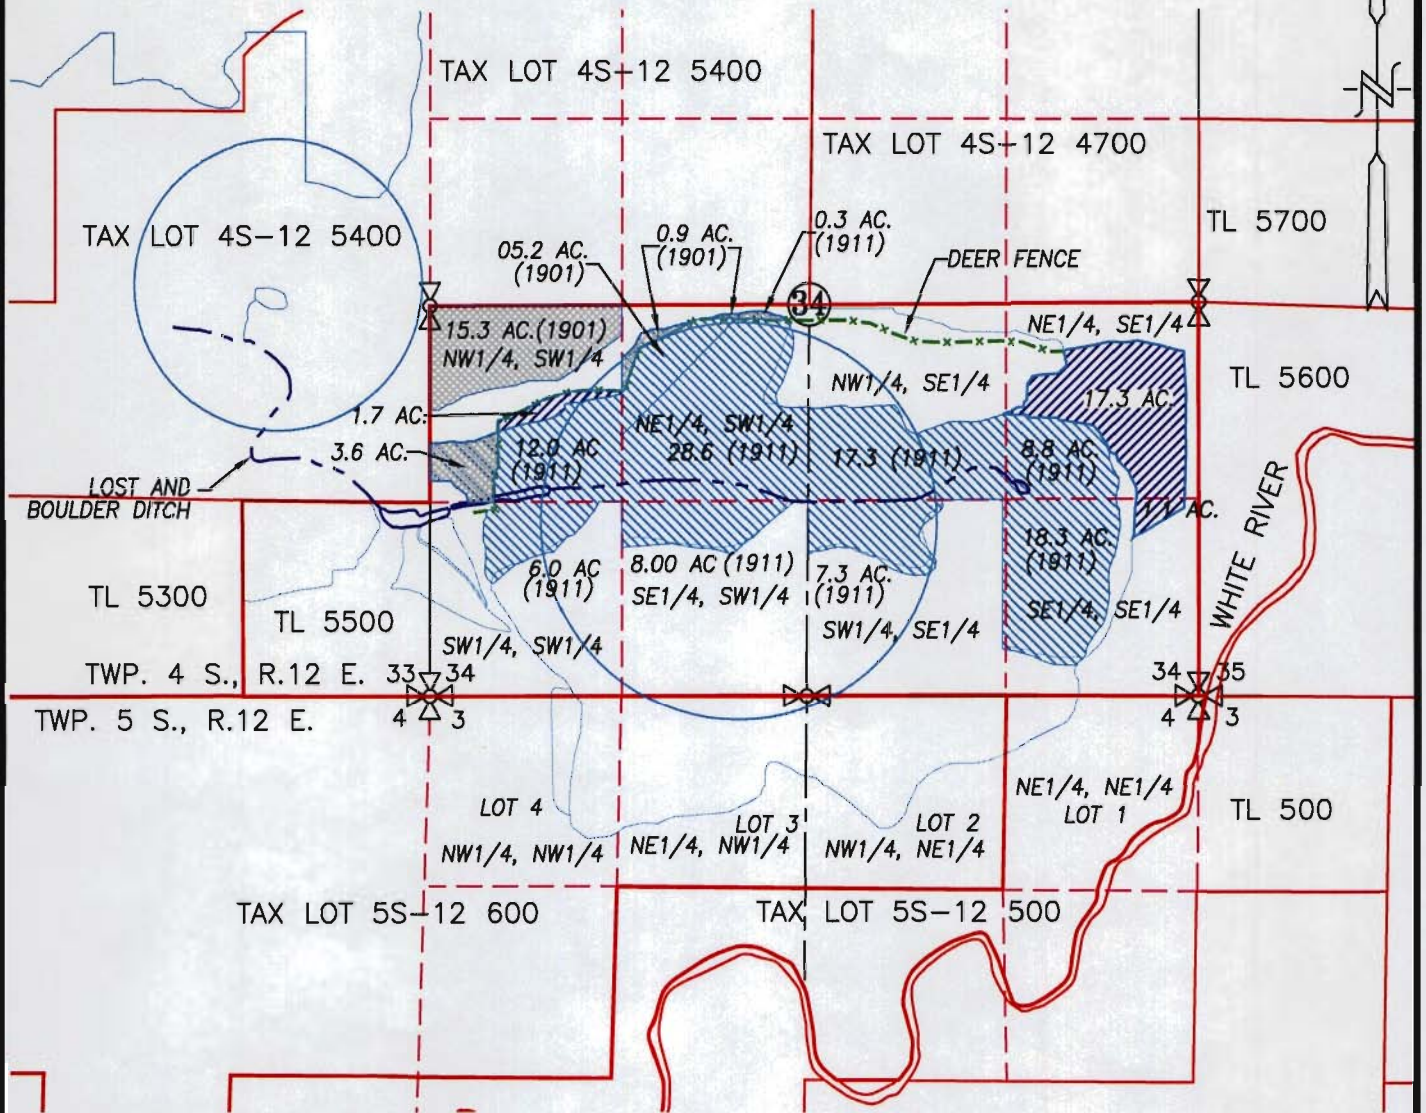 TAX LOT 4S-12 5400
TAX LOT 4S-12 4700
TL 5700
TAX LOT 4S-12 5400
05.2 AC.
(1901)
0.9 AC.
(1901)
0.3 AC.
(1911)
DEER FENCE
34
15.3 AC.(1901)
NW1/4, SW1/4
NE1/4, SE1/4
NW1/4, SE1/4
TL 5600
1.7 AC.
17.3 AC.
3.6 AC.
12.0 AC
(1911)
NE1/4, SW1/4
28.6 (1911)
17.3 (1911)
8.8 AC.
(1911)
LOST AND
BOULDER DITCH
AC.
18.3 AC.
(1911)
WHITE RIVER
6.0 AC
(1911)
8.00 AC (1911)
SE1/4, SW1/4
7.3 AC.
(1911)
SW1/4, SE1/4
SE1/4, SE1/4
TL 5300
TL 5500
SW1/4, SW1/4
TWP. 4 S., R.12 E.
33 34
34 35
TWP. 5 S., R.12 E.
4 3
4 3
LOT 4
NW1/4, NW1/4
LOT 3
NE1/4, NW1/4
LOT 2
NW1/4, NE1/4
NE1/4, NE1/4
LOT 1
TL 500
TAX LOT 5S-12 600
TAX LOT 5S-12 500
N